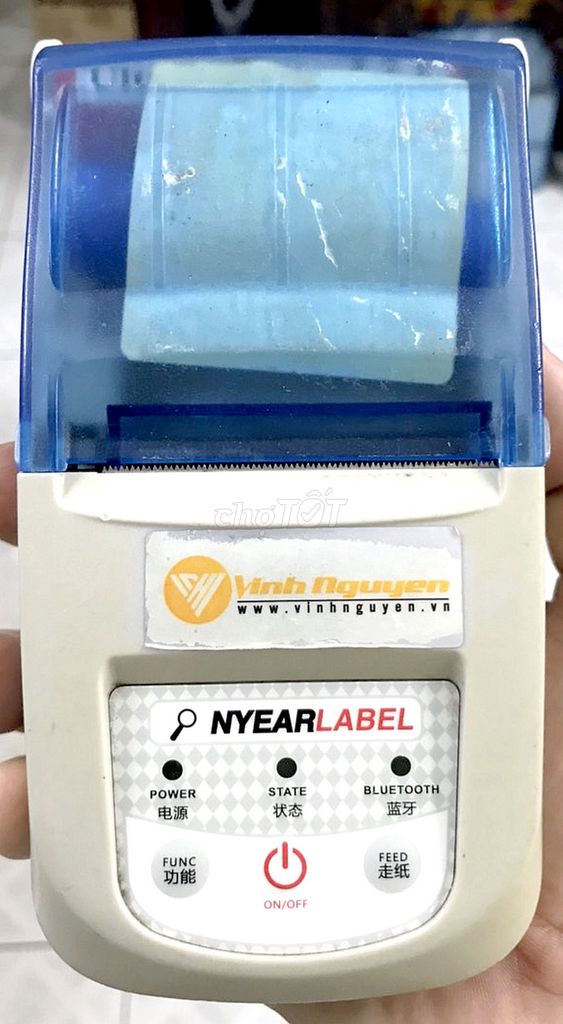 chợTỐT
Vinh Nguyen
www.vinhnguyen.vn
NYEARLABEL
POWER STATE BLUETOOTH
电源 状态 蓝牙
FUNC FEED
功能 走纸
ON/OFF